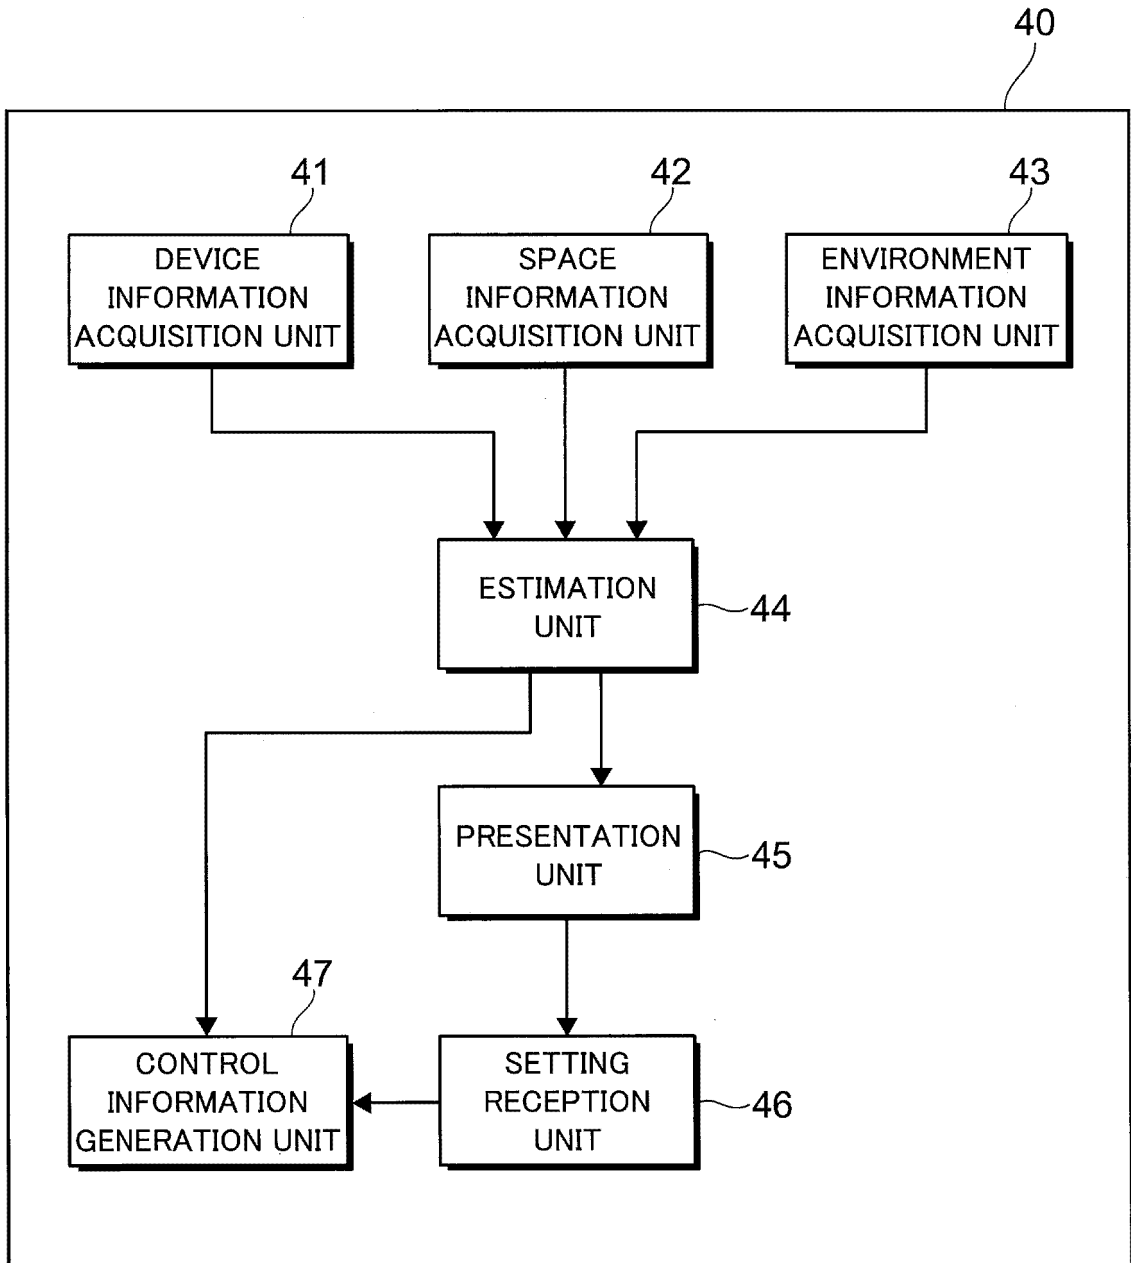 40
41
42
43
DEVICE
INFORMATION
ACQUISITION UNIT
SPACE
INFORMATION
ACQUISITION UNIT
ENVIRONMENT
INFORMATION
ACQUISITION UNIT
ESTIMATION
UNIT
44
PRESENTATION
UNIT
45
47
CONTROL
INFORMATION
GENERATION UNIT
SETTING
RECEPTION
UNIT
46